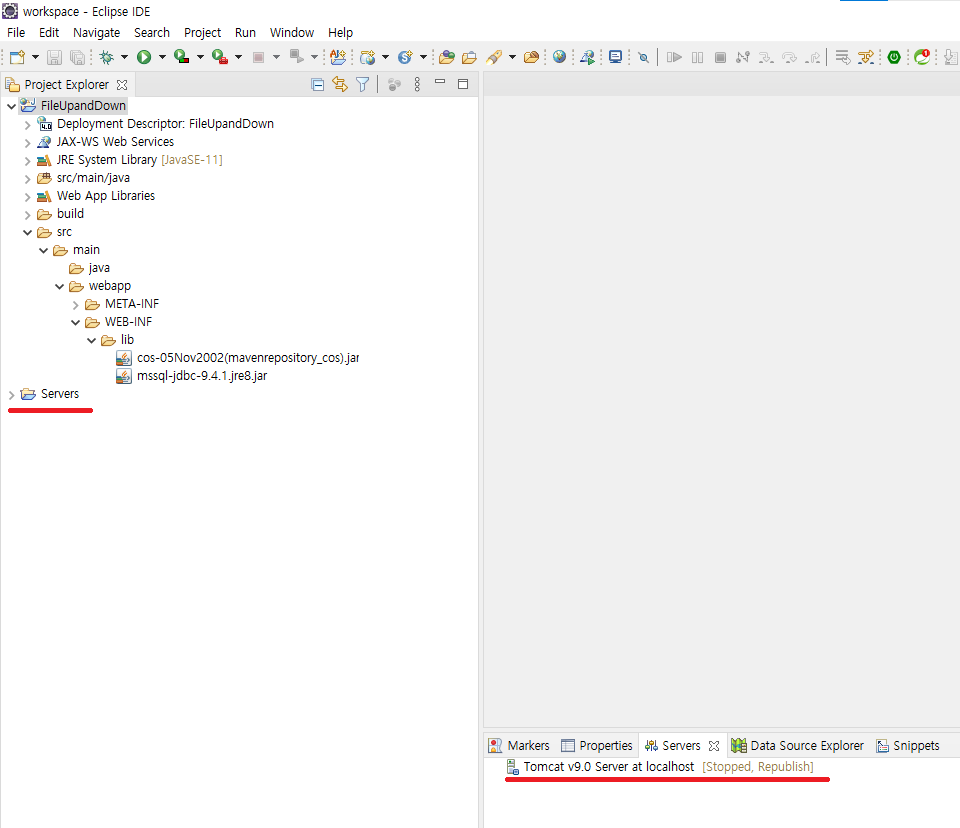 workspace - Eclipse IDE
File Edit Navigate Search Project Run Window Help
Project Explorer
FileUpandDown
4.0 Deployment Descriptor: FileUpandDown
JAX-WS Web Services
JRE System Library [JavaSE-11]
src/main/java
Web App Libraries
build
src
main
java
webapp
META-INF
WEB-INF
lib
cos-05Nov2002(mavenrepository_cos).jar
mssql-jdbc-9.4.1.jre8.jar
Servers
Markers Properties Servers Data Source Explorer Snippets
Tomcat v9.0 Server at localhost [Stopped, Republish]